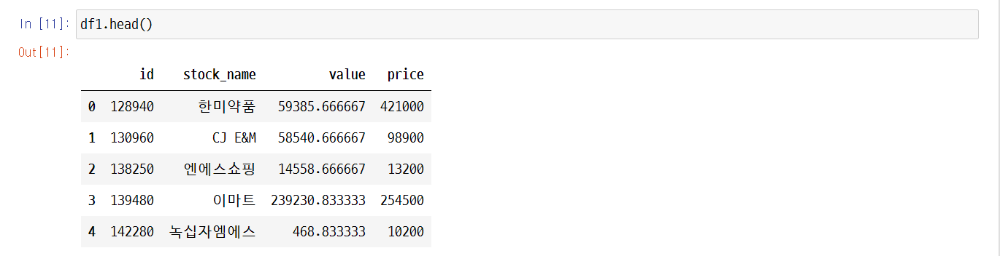 In [11]: df1.head()
Out[11]:
id stock_name value price
0 128940 한미약품 59385.666667 421000
1 130960 CJ E&M 58540.666667 98900
2 138250 엔에스쇼핑 14558.666667 13200
3 139480 이마트 239230.833333 254500
4 142280 녹십자엠에스 468.833333 10200